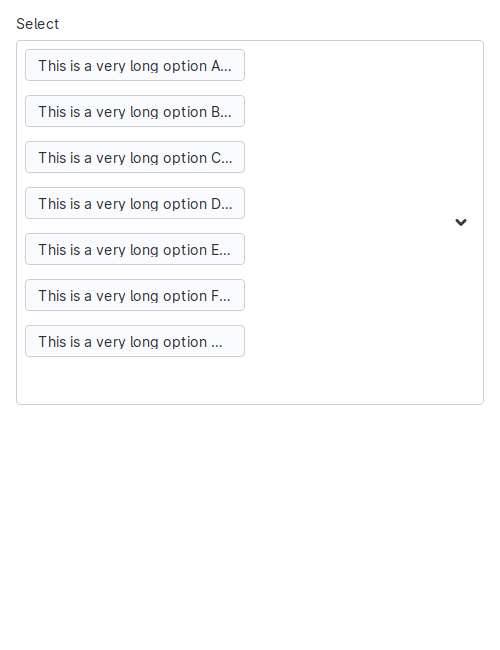 Select
This is a very long option A...
This is a very long option B...
This is a very long option C...
This is a very long option D...
This is a very long option E...
This is a very long option F...
This is a very long option ...